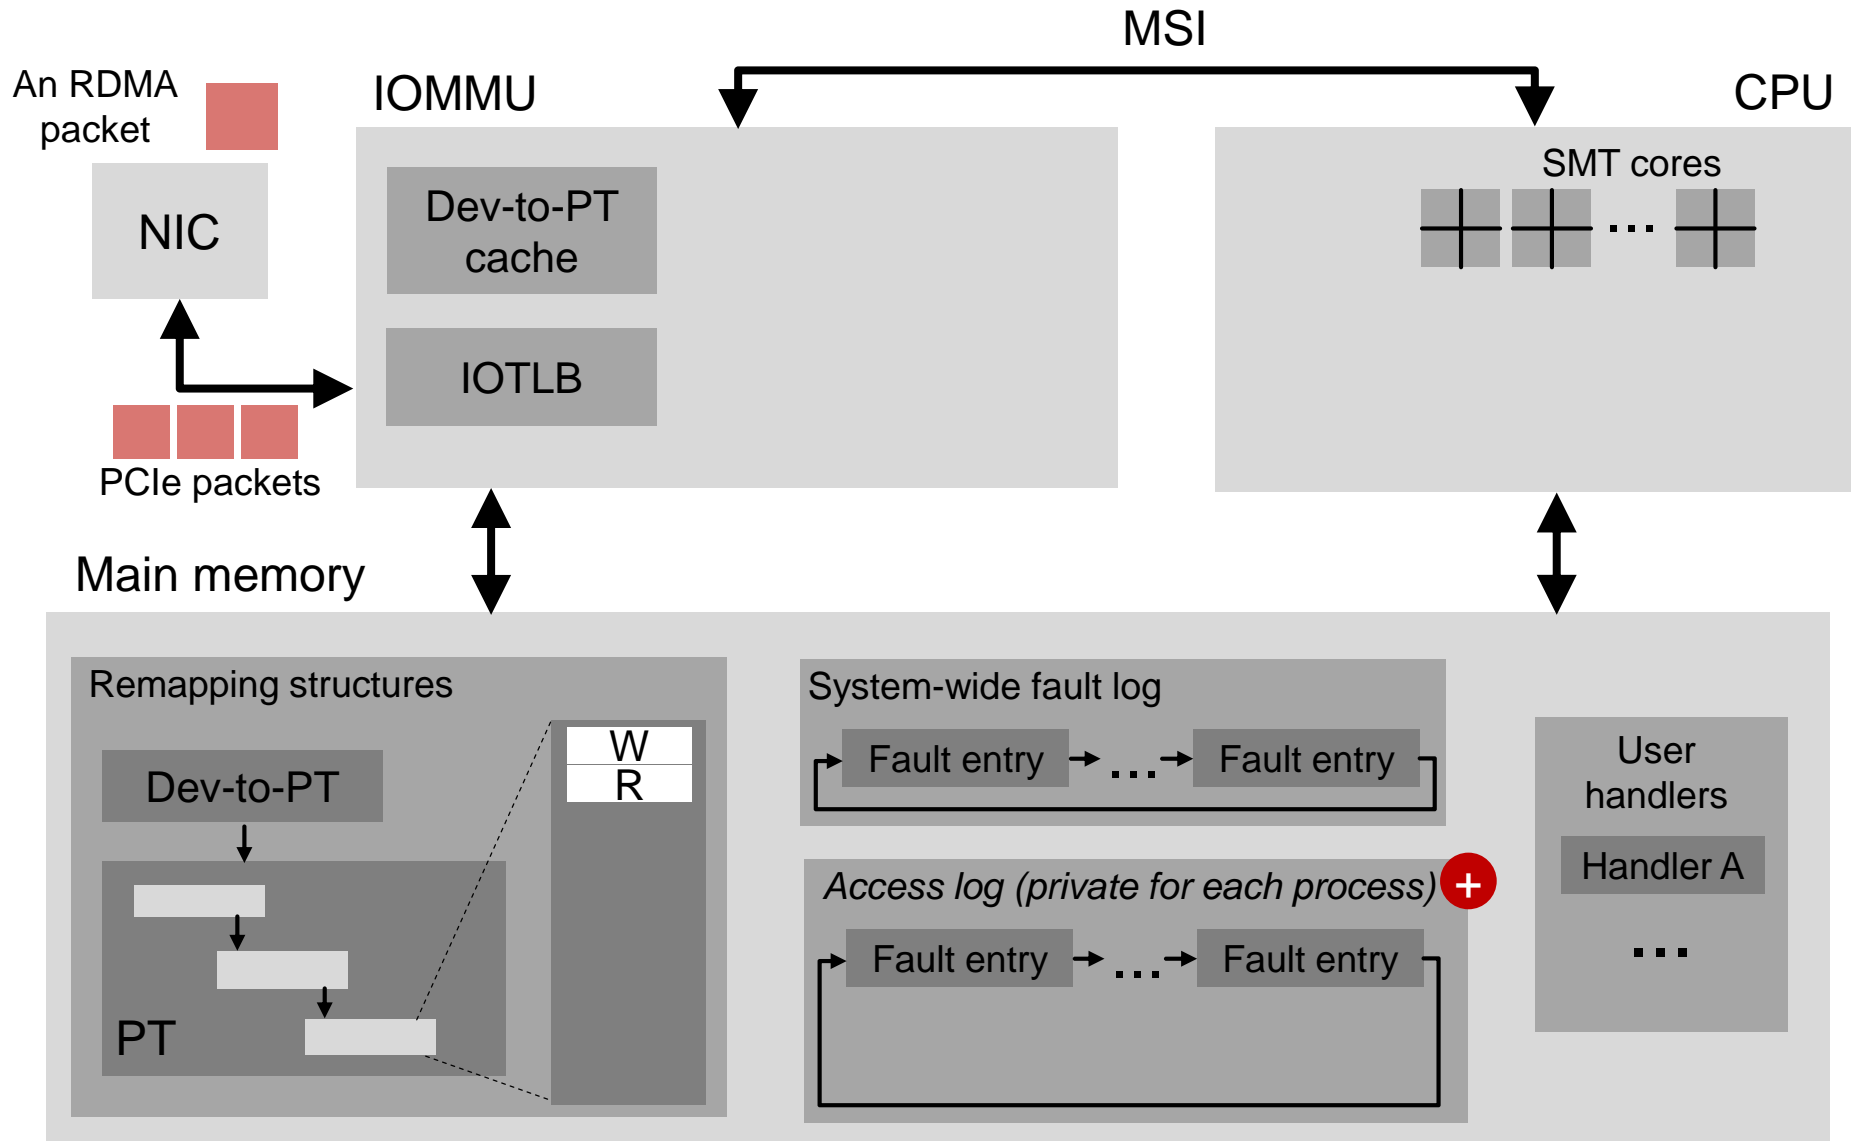 MSI
An RDMA
packet
IOMMU
CPU
NIC
Dev-to-PT
cache
IOTLB
SMT cores
...
PCIe packets
Main memory
Remapping structures
Dev-to-PT
PT
W
R
System-wide fault log
Fault entry ... Fault entry
Access log (private for each process) +
Fault entry ... Fault entry
User
handlers
Handler A
...